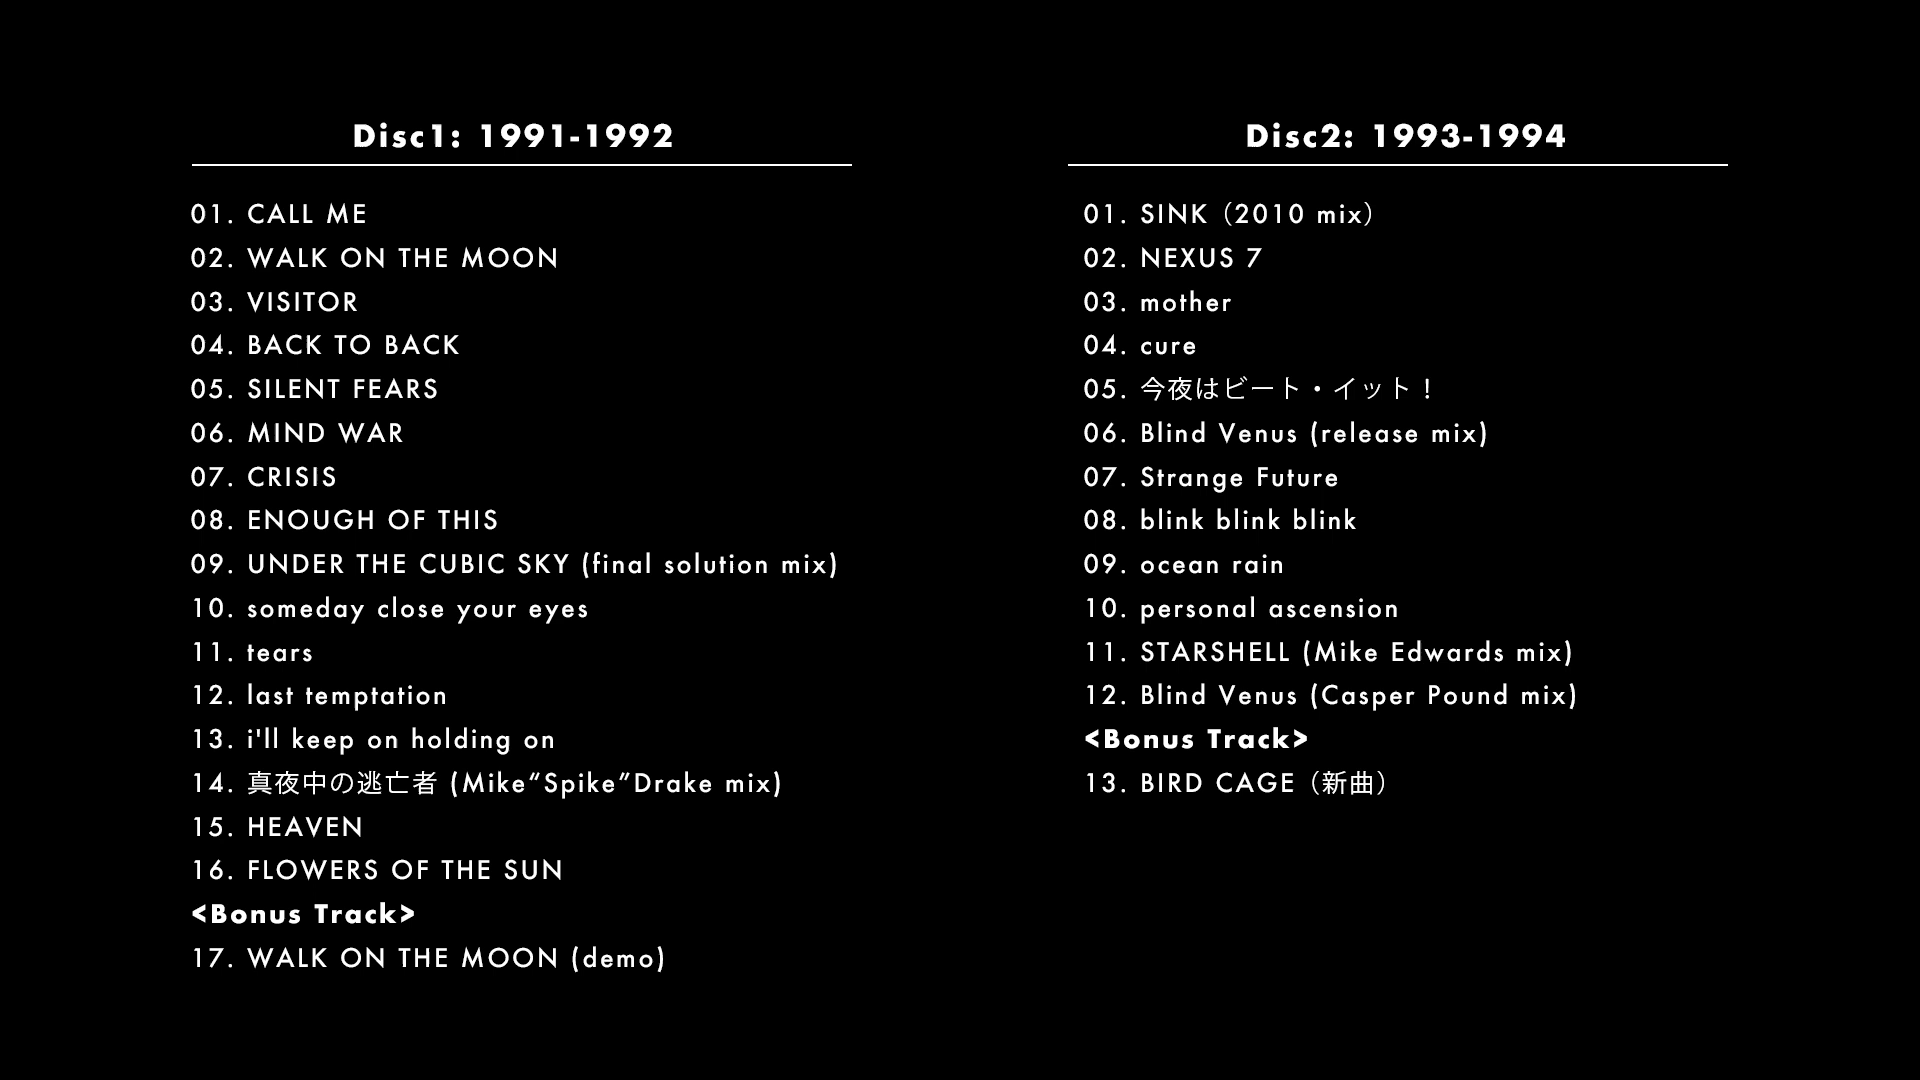 Disc1: 1991-1992
01. CALL ME
02. WALK ON THE MOON
03. VISITOR
04. BACK TO BACK
05. SILENT FEARS
06. MIND WAR
07. CRISIS
08. ENOUGH OF THIS
09. UNDER THE CUBIC SKY (final solution mix)
10. someday close your eyes
11. tears
12. last temptation
13. i'll keep on holding on
14. 真夜中の逃亡者 (Mike“Spike”Drake mix)
15. HEAVEN
16. FLOWERS OF THE SUN
<Bonus Track>
17. WALK ON THE MOON (demo)
Disc2: 1993-1994
01. SINK（2010 mix）
02. NEXUS 7
03. mother
04. cure
05. 今夜はビート・イット！
06. Blind Venus (release mix)
07. Strange Future
08. blink blink blink
09. ocean rain
10. personal ascension
11. STARSHELL (Mike Edwards mix)
12. Blind Venus (Casper Pound mix)
<Bonus Track>
13. BIRD CAGE（新曲）